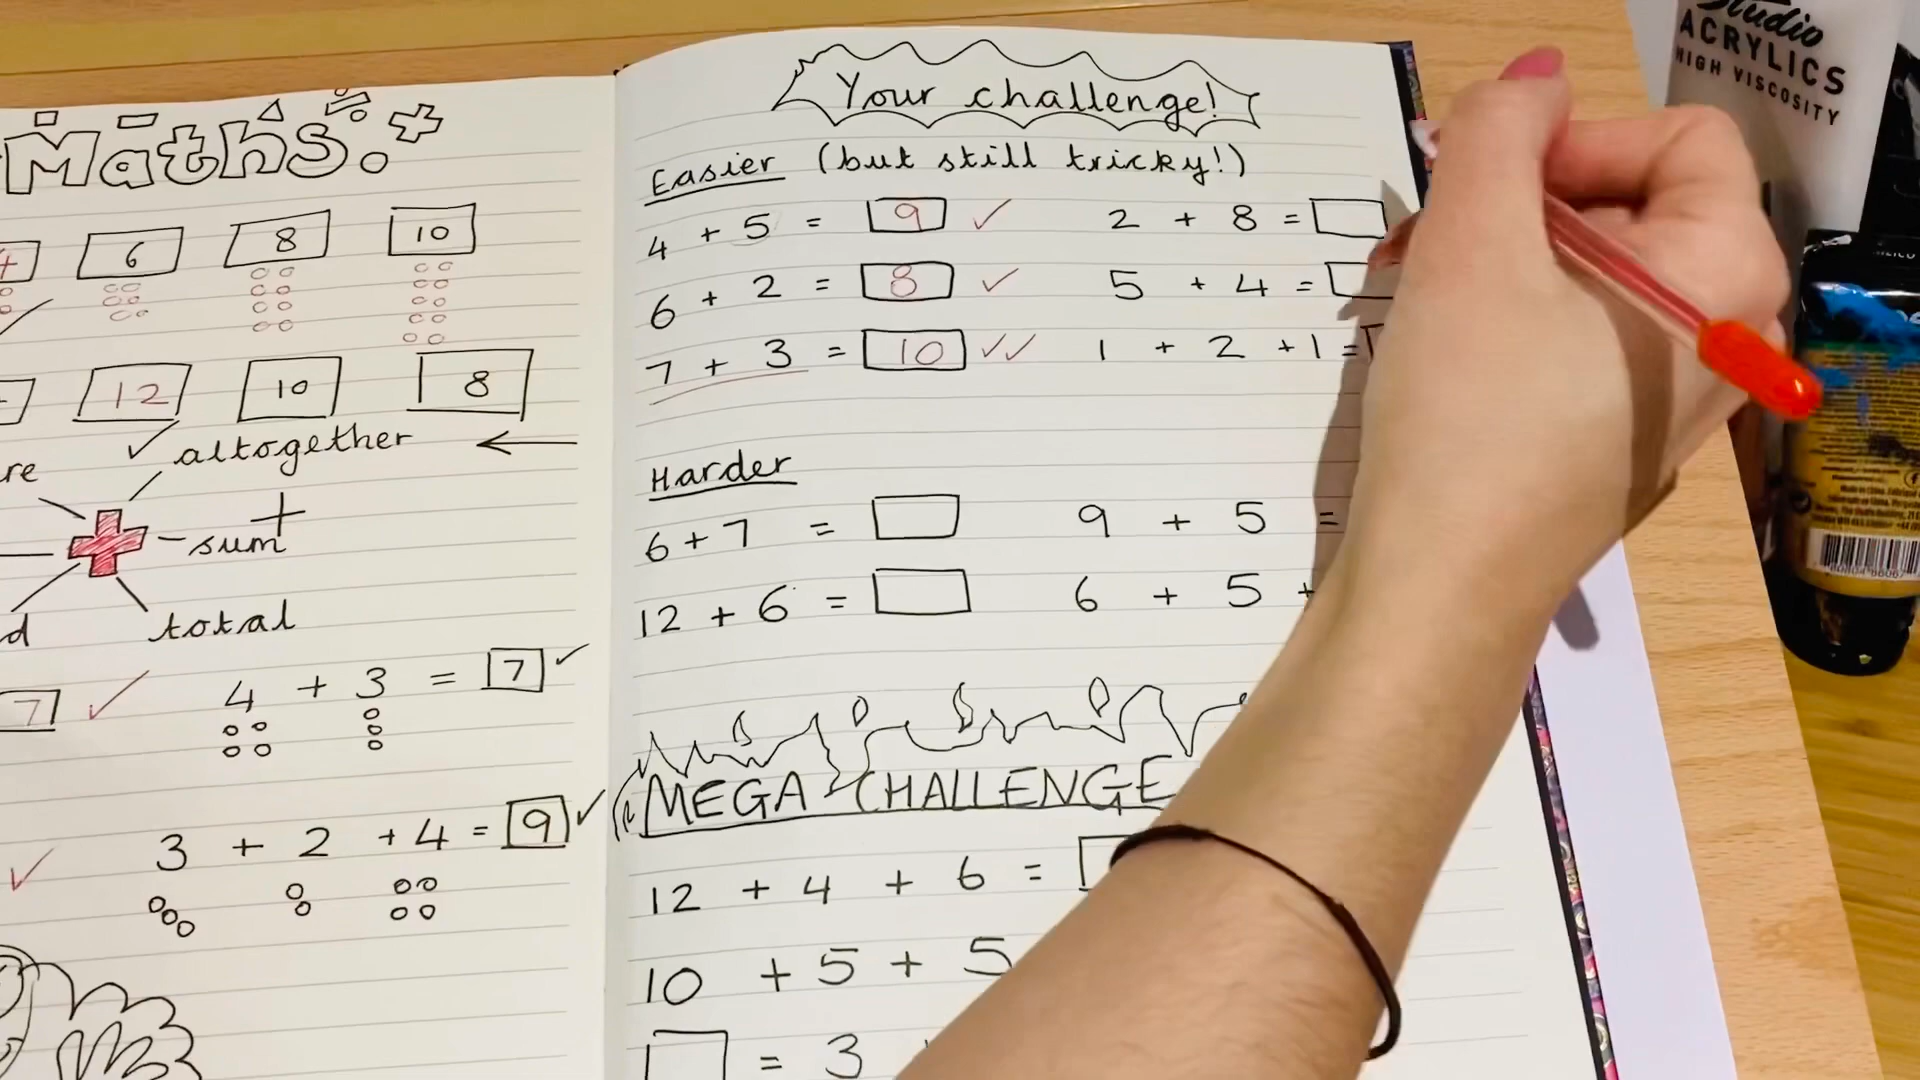 Maths.
6 8 10
12 10 8
altogether
re
sum +
d total
7 4 + 3 = 7
3 + 2 + 4 = 9
Your challenge!
Easier (but still tricky!)
4 + 5 = 9 2 + 8 =
6 + 2 = 8 5 + 4 =
7 + 3 = 10 1 + 2 + 1 =
Harder
6 + 7 = 9 + 5 =
12 + 6 = 6 + 5 +
MEGA CHALLENGE
12 + 4 + 6 =
10 + 5 + 5
= 3
Studio
ACRYLICS
HIGH VISCOSITY